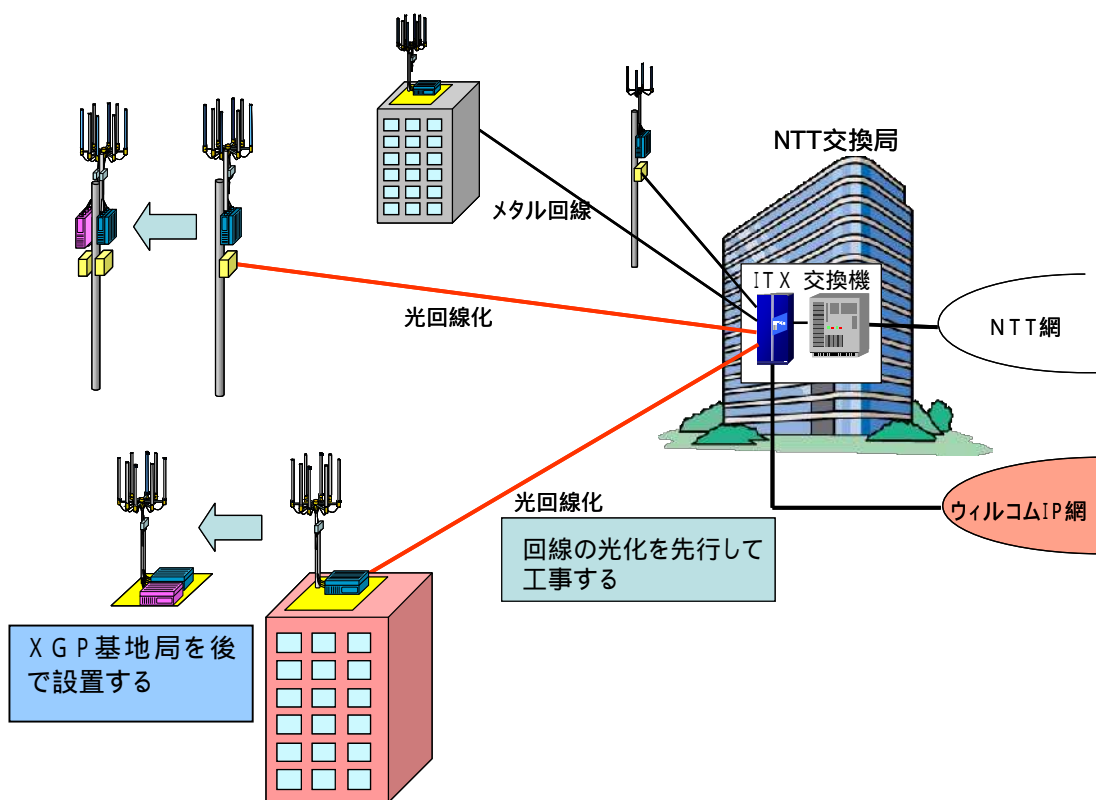 NTT交換局
メタル回線
ITX 交換機
光回線化
NTT網
光回線化
ウィルコムIP網
回線の光化を先行して
工事する
XGP基地局を後
で設置する